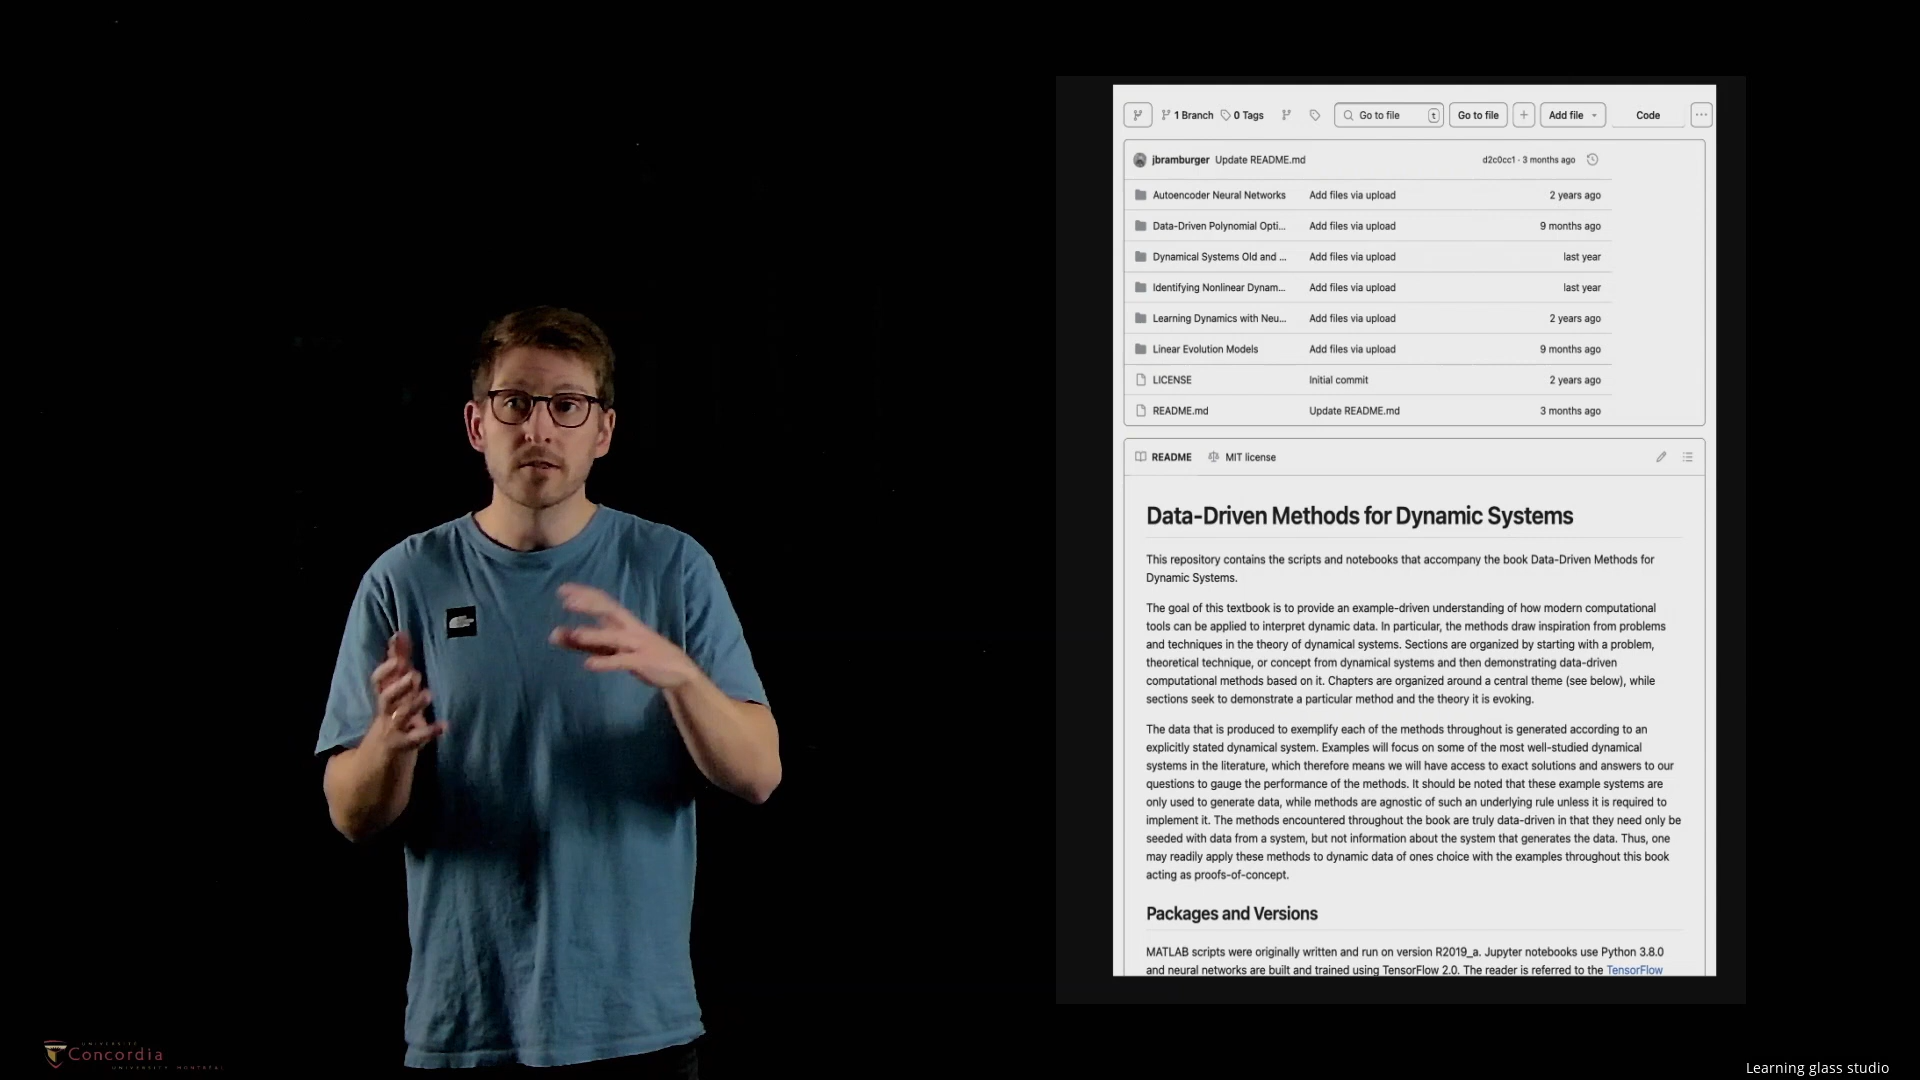 1 Branch 0 Tags Go to file t Go to file Add file Code
jbramburger Update README.md d2c0cc1 · 3 months ago
Autoencoder Neural Networks Add files via upload 2 years ago
Data-Driven Polynomial Opti... Add files via upload 9 months ago
Dynamical Systems Old and ... Add files via upload last year
Identifying Nonlinear Dynam... Add files via upload last year
Learning Dynamics with Neu... Add files via upload 2 years ago
Linear Evolution Models Add files via upload 9 months ago
LICENSE Initial commit 2 years ago
README.md Update README.md 3 months ago
README MIT license
Data-Driven Methods for Dynamic Systems
This repository contains the scripts and notebooks that accompany the book Data-Driven Methods for
Dynamic Systems.
The goal of this textbook is to provide an example-driven understanding of how modern computational
tools can be applied to interpret dynamic data. In particular, the methods draw inspiration from problems
and techniques in the theory of dynamical systems. Sections are organized by starting with a problem,
theoretical technique, or concept from dynamical systems and then demonstrating data-driven
computational methods based on it. Chapters are organized around a central theme (see below), while
sections seek to demonstrate a particular method and the theory it is evoking.
The data that is produced to exemplify each of the methods throughout is generated according to an
explicitly stated dynamical system. Examples will focus on some of the most well-studied dynamical
systems in the literature, which therefore means we will have access to exact solutions and answers to our
questions to gauge the performance of the methods. It should be noted that these example systems are
only used to generate data, while methods are agnostic of such an underlying rule unless it is required to
implement it. The methods encountered throughout the book are truly data-driven in that they need only be
seeded with data from a system, but not information about the system that generates the data. Thus, one
may readily apply these methods to dynamic data of ones choice with the examples throughout this book
acting as proofs-of-concept.
Packages and Versions
MATLAB scripts were originally written and run on version R2019_a. Jupyter notebooks use Python 3.8.0
and neural networks are built and trained using TensorFlow 2.0. The reader is referred to the TensorFlow
UNIVERSITÉ
Concordia
UNIVERSITY MONTRÉAL
Learning glass studio